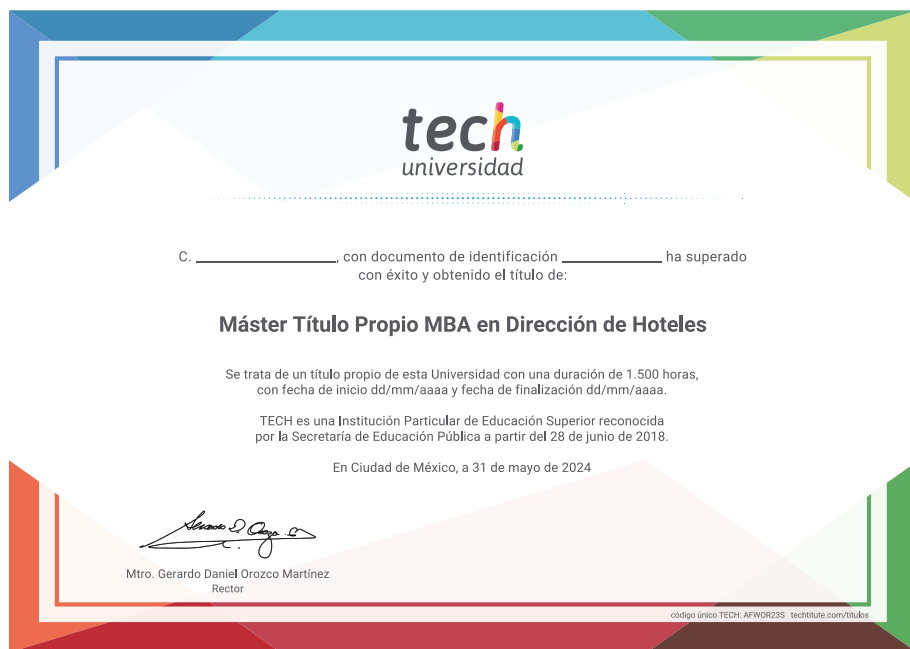 tech
universidad
C. ____________, con documento de identificación ____________ ha superado
con éxito y obtenido el título de:
Máster Título Propio MBA en Dirección de Hoteles
Se trata de un título propio de esta Universidad con una duración de 1.500 horas,
con fecha de inicio dd/mm/aaaa y fecha de finalización dd/mm/aaaa.
TECH es una Institución Particular de Educación Superior reconocida
por la Secretaría de Educación Pública a partir del 28 de junio de 2018.
En Ciudad de México, a 31 de mayo de 2024
Mtro. Gerardo Daniel Orozco Martínez
Rector
código único TECH: AFWOR23S techtitute.com/titulos